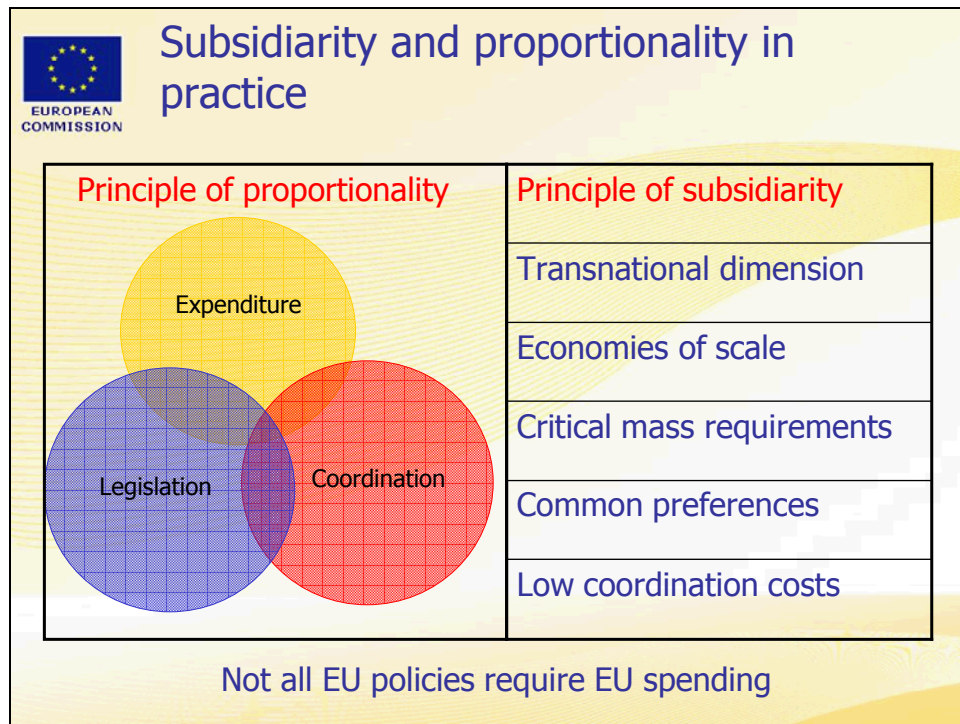 Subsidiarity and proportionality in
practice
EUROPEAN
COMMISSION
Principle of proportionality
Expenditure
Legislation
Coordination
Principle of subsidiarity
Transnational dimension
Economies of scale
Critical mass requirements
Common preferences
Low coordination costs
Not all EU policies require EU spending